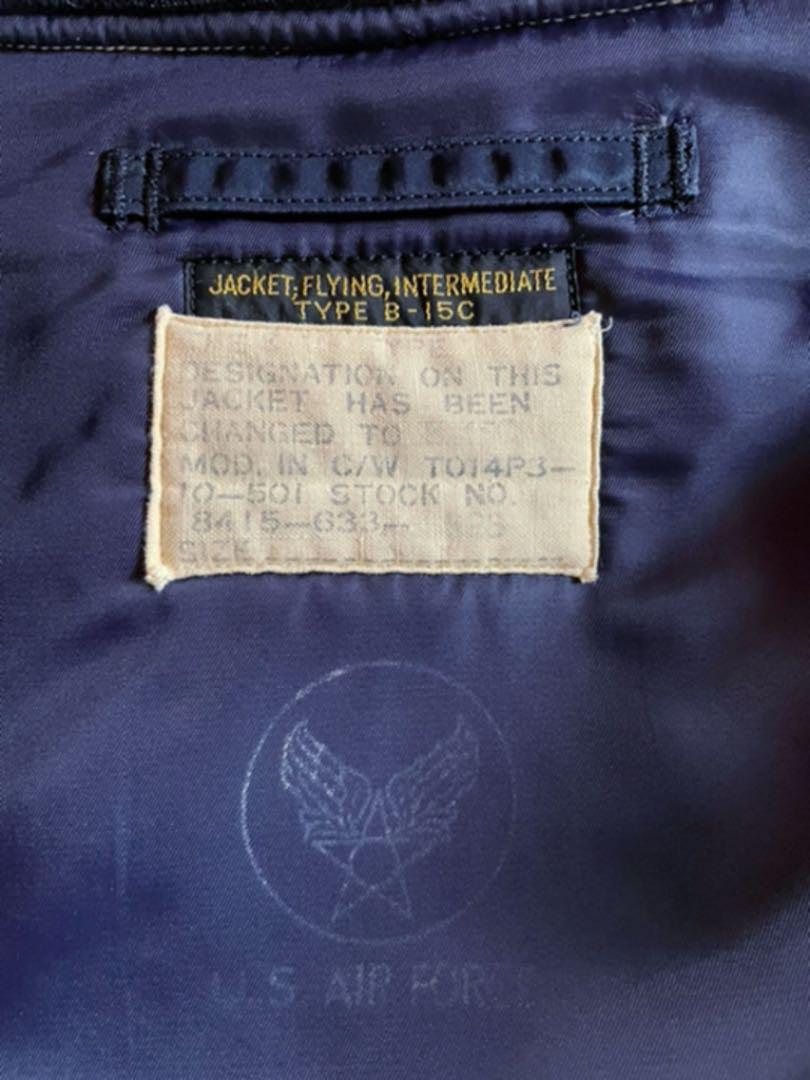 JACKET, FLYING, INTERMEDIATE
TYPE B-15C
DESIGNATION ON THIS
JACKET HAS BEEN
CHANGED TO
MOD. IN C/W TO14P3-
10-501 STOCK NO.
8415-633-
SIZE
U.S. AIR FORCE